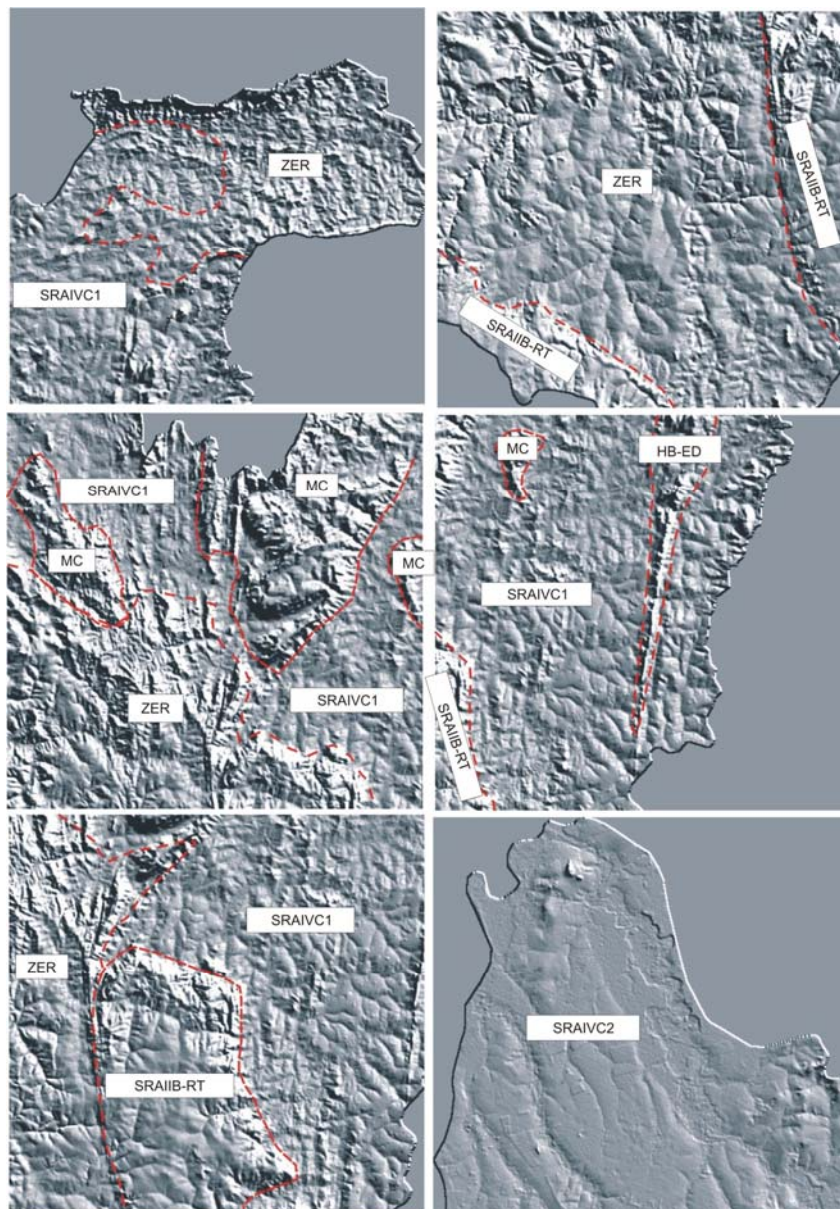 ZER
SRAIVC1
ZER
SRAIIB-RT
SRAIIB-RT
SRAIVC1
MC
MC
MC
ZER
SRAIVC1
MC
HB-ED
SRAIVC1
SRAIIB-RT
SRAIVC1
ZER
SRAIIB-RT
SRAIVC2